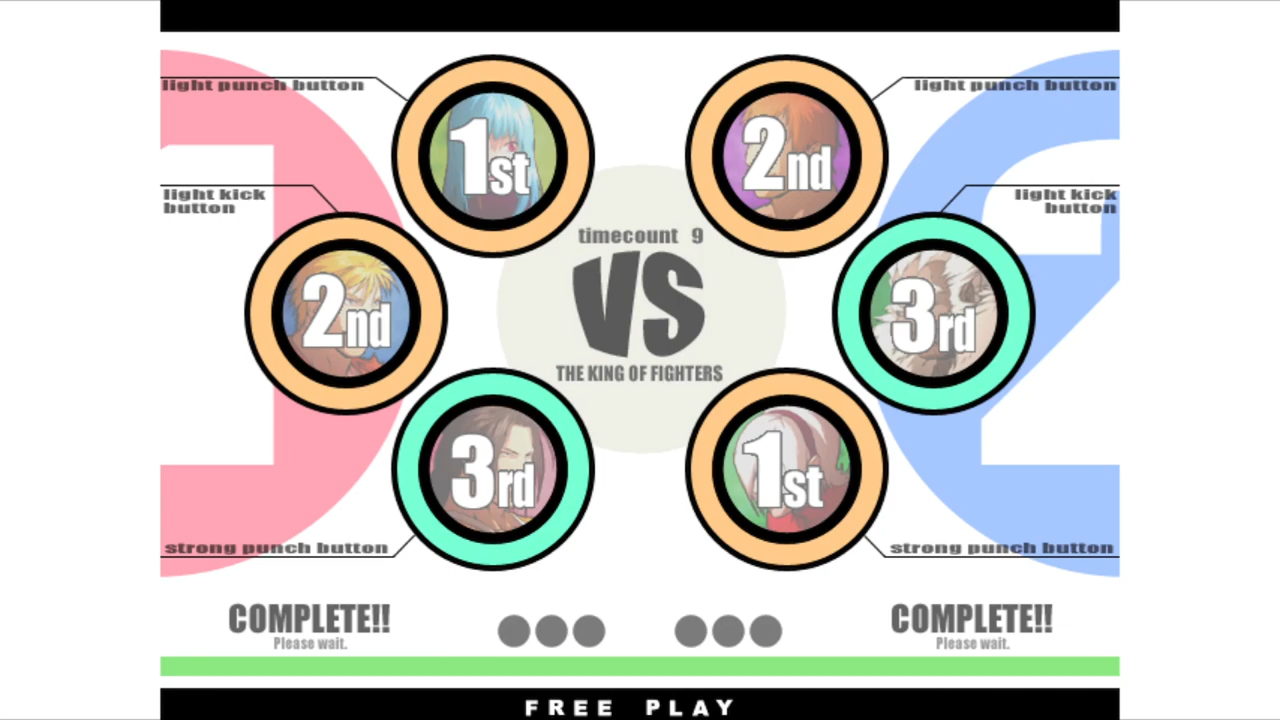 light punch button
light punch button
1st
2nd
light kick
button
light kick
button
timecount 9
VS
THE KING OF FIGHTERS
2nd
3rd
3rd
1st
strong punch button
strong punch button
COMPLETE!!
Please wait.
COMPLETE!!
Please wait.
FREE PLAY
1
2